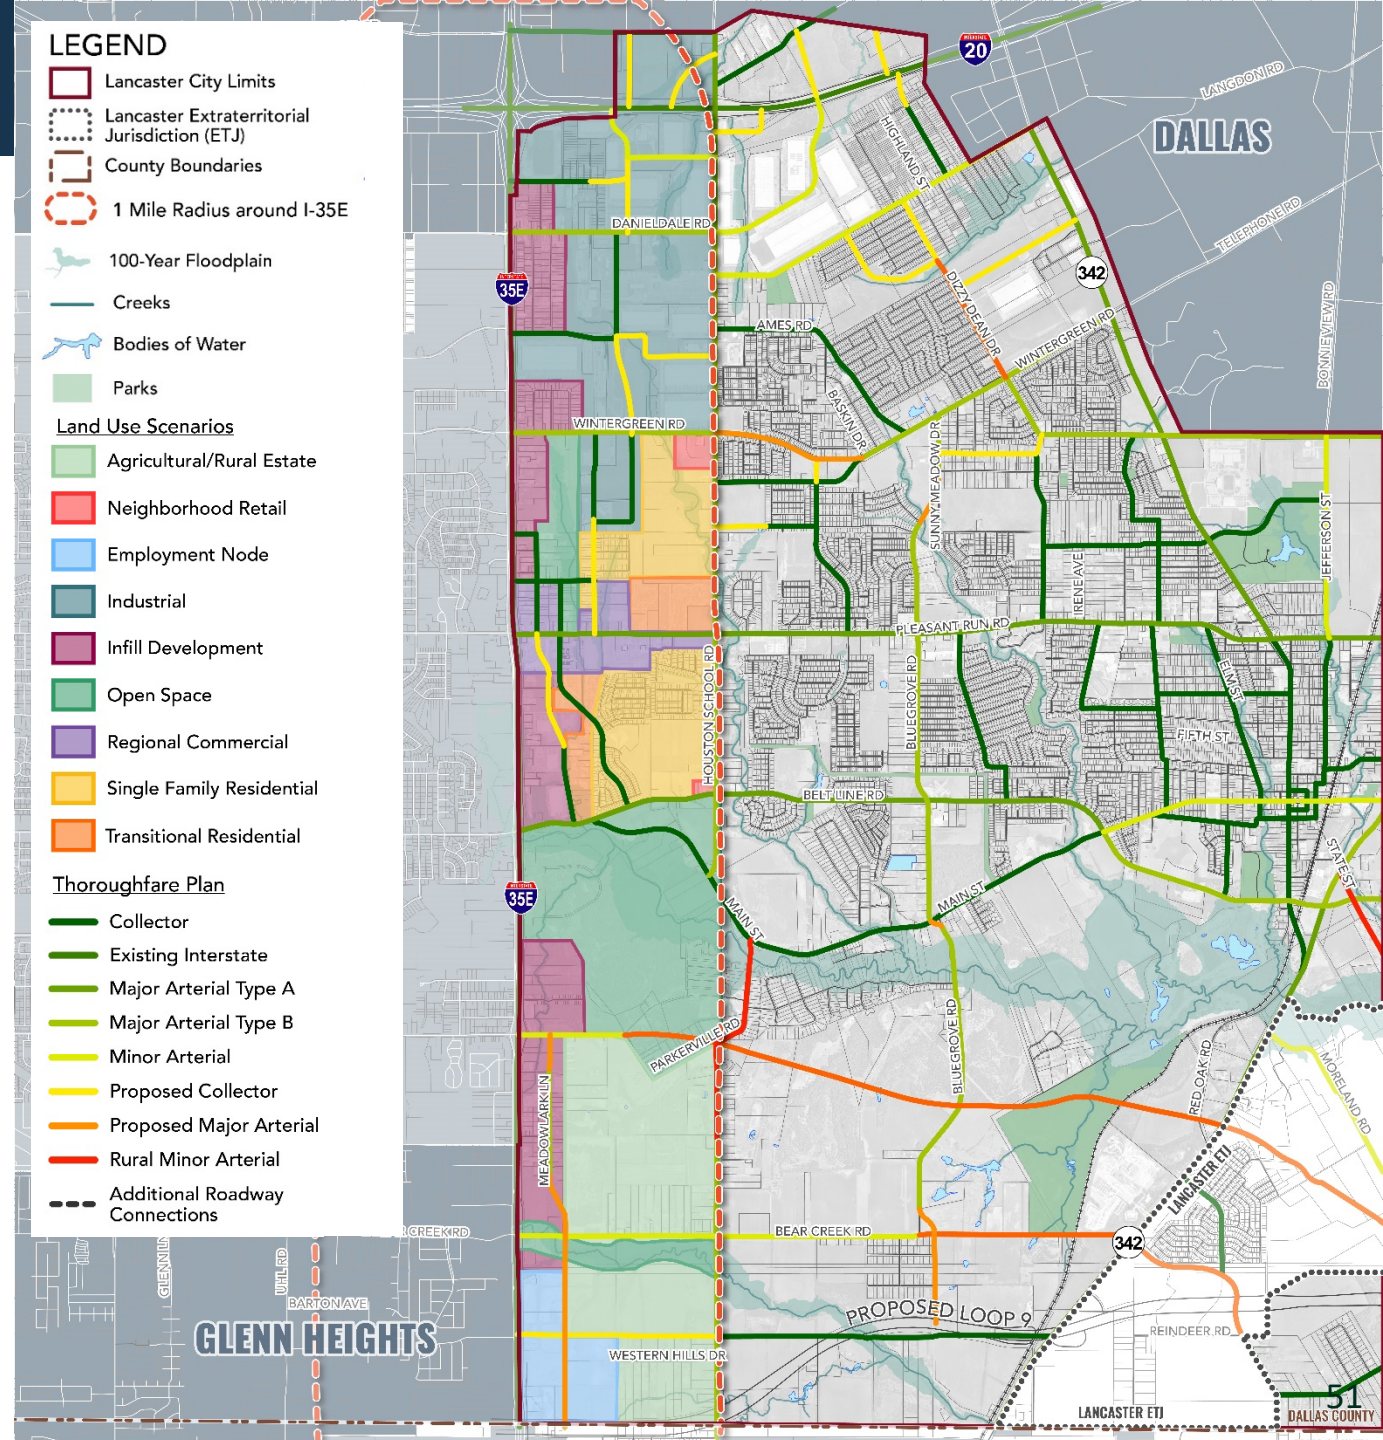 LEGEND
Lancaster City Limits
Lancaster Extraterritorial
Jurisdiction (ETJ)
County Boundaries
1 Mile Radius around I-35E
100-Year Floodplain
Creeks
Bodies of Water
Parks
Land Use Scenarios
Agricultural/Rural Estate
Neighborhood Retail
Employment Node
Industrial
Infill Development
Open Space
Regional Commercial
Single Family Residential
Transitional Residential
Thoroughfare Plan
Collector
Existing Interstate
Major Arterial Type A
Major Arterial Type B
Minor Arterial
Proposed Collector
Proposed Major Arterial
Rural Minor Arterial
Additional Roadway
Connections
20
LANGDON RD
DALLAS
HIGHLAND ST
TELEPHONE RD
DANIELDALE RD
35E
342
DIZZY DEAN DR
BONNIE VIEW RD
AMES RD
WINTERGREEN RD
BASKIN DR
WINTERGREEN RD
SUNNY MEADOW DR
JEFFERSON ST
IRENE AVE
PLEASANT RUN RD
HOUSTON SCHOOL RD
BLUEGROVE RD
ELM ST
FIFTH ST
BELT LINE RD
STATE ST
35E
MAIN ST
MAIN ST
BLUEGROVE RD
PARKERVILLE RD
RED OAK RD
MORELAND RD
MEADOWLARK LN
LANCASTER ETJ
CREEK RD
BEAR CREEK RD
342
GLENN LN
UHL RD
BARTON AVE
GLENN HEIGHTS
PROPOSED LOOP 9
REINDEER RD
WESTERN HILLS DR
51
LANCASTER ETJ
DALLAS COUNTY